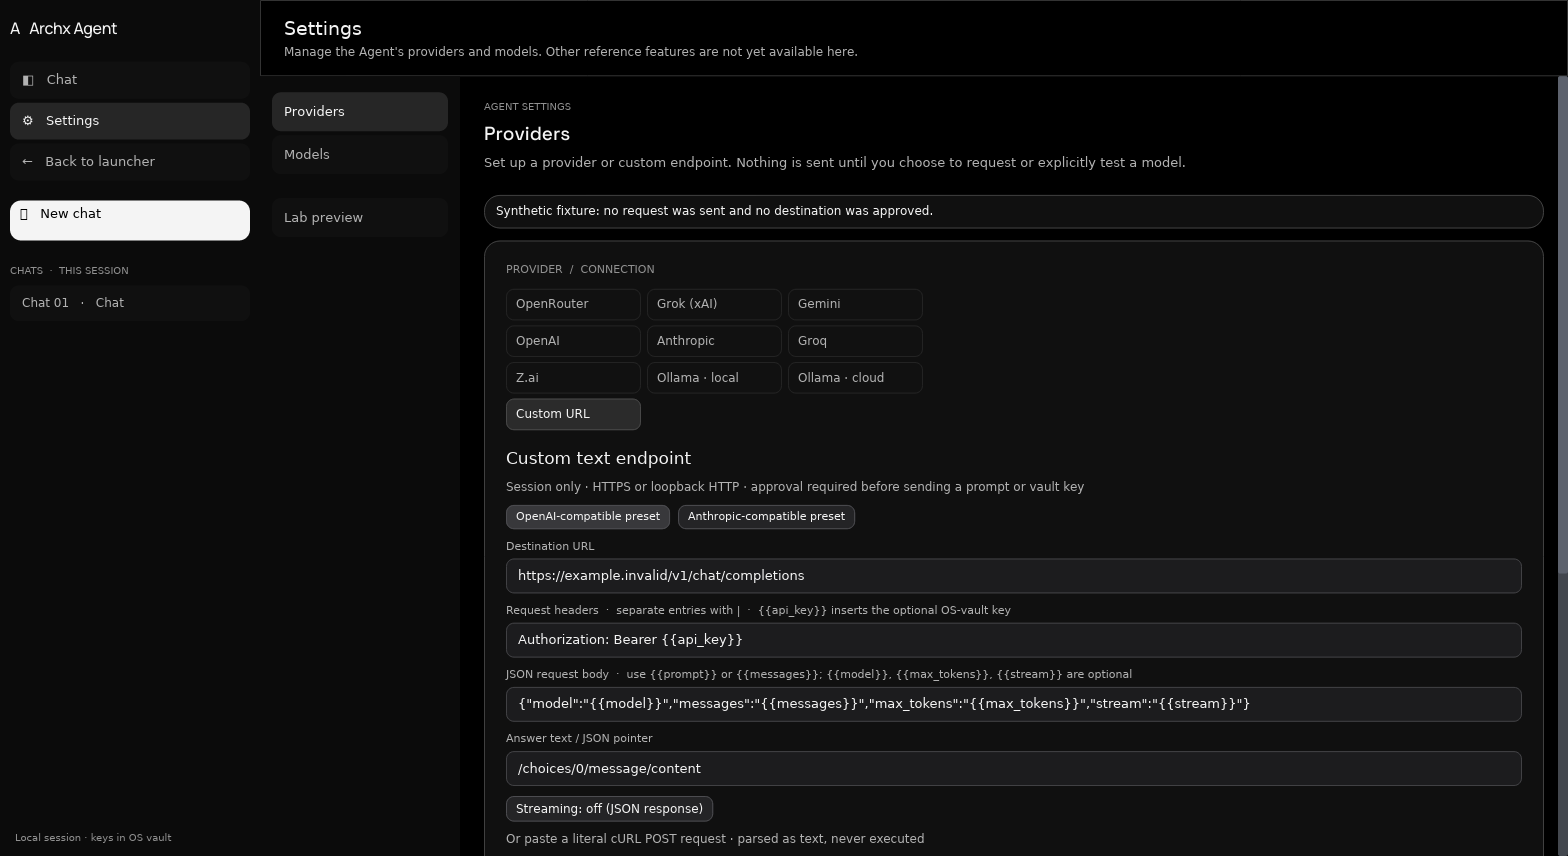 A Archx Agent
Chat
Settings
← Back to launcher
New chat
CHATS · THIS SESSION
Chat 01 · Chat
Local session · keys in OS vault
Settings
Manage the Agent's providers and models. Other reference features are not yet available here.
Providers
Models
Lab preview
AGENT SETTINGS
Providers
Set up a provider or custom endpoint. Nothing is sent until you choose to request or explicitly test a model.
Synthetic fixture: no request was sent and no destination was approved.
PROVIDER / CONNECTION
OpenRouter Grok (xAI) Gemini
OpenAI Anthropic Groq
Z.ai Ollama · local Ollama · cloud
Custom URL
Custom text endpoint
Session only · HTTPS or loopback HTTP · approval required before sending a prompt or vault key
OpenAI-compatible preset Anthropic-compatible preset
Destination URL
https://example.invalid/v1/chat/completions
Request headers · separate entries with | · {{api_key}} inserts the optional OS-vault key
Authorization: Bearer {{api_key}}
JSON request body · use {{prompt}} or {{messages}}; {{model}}, {{max_tokens}}, {{stream}} are optional
{"model":"{{model}}","messages":"{{messages}}","max_tokens":"{{max_tokens}}","stream":"{{stream}}"}
Answer text / JSON pointer
/choices/0/message/content
Streaming: off (JSON response)
Or paste a literal cURL POST request · parsed as text, never executed